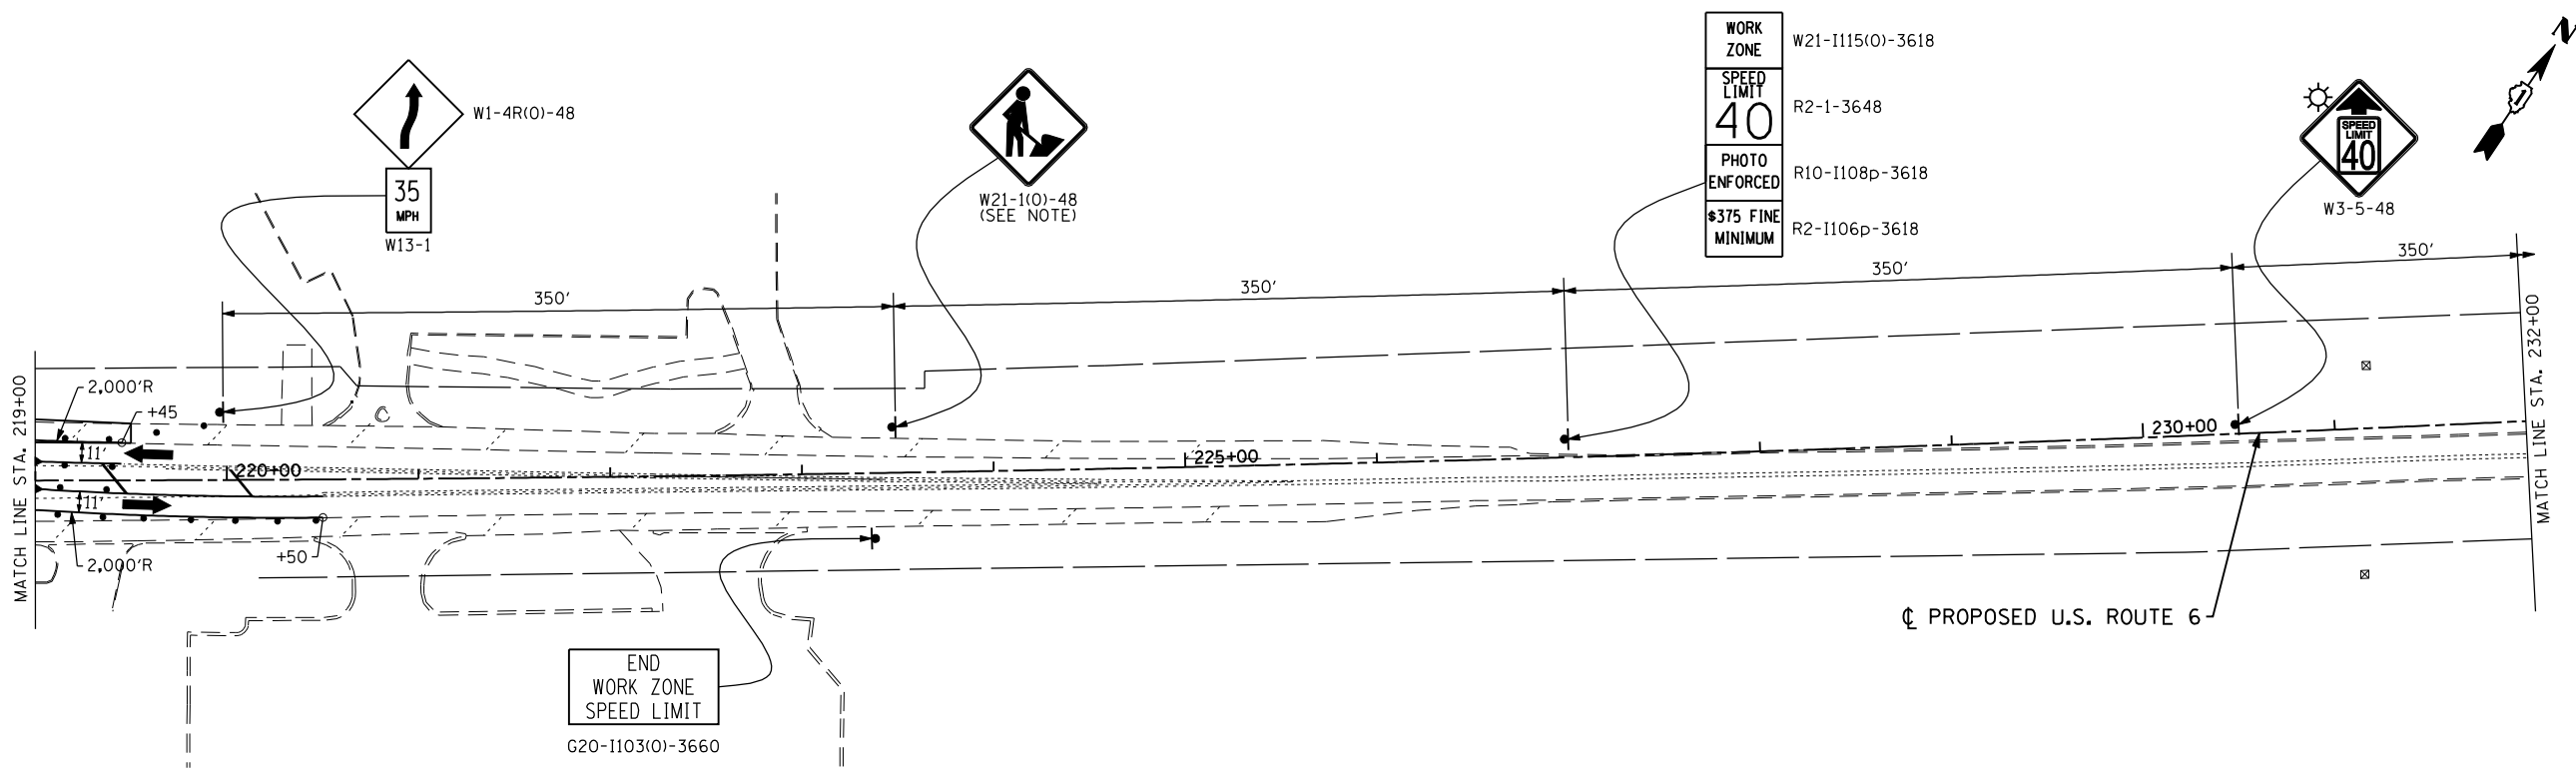 WORK
ZONE
W21-I115(O)-3618
SPEED
LIMIT
40
R2-1-3648
PHOTO
ENFORCED
R10-I108p-3618
$375 FINE
MINIMUM
R2-I106p-3618
N
W1-4R(O)-48
35
MPH
W13-1
W21-1(O)-48
(SEE NOTE)
SPEED
LIMIT
40
W3-5-48
350'
350'
350'
350'
MATCH LINE STA. 219+00
2,000'R
+45
11'
220+00
11'
+50
2,000'R
225+00
230+00
MATCH LINE STA. 232+00
℄ PROPOSED U.S. ROUTE 6
END
WORK ZONE
SPEED LIMIT
G20-I103(O)-3660